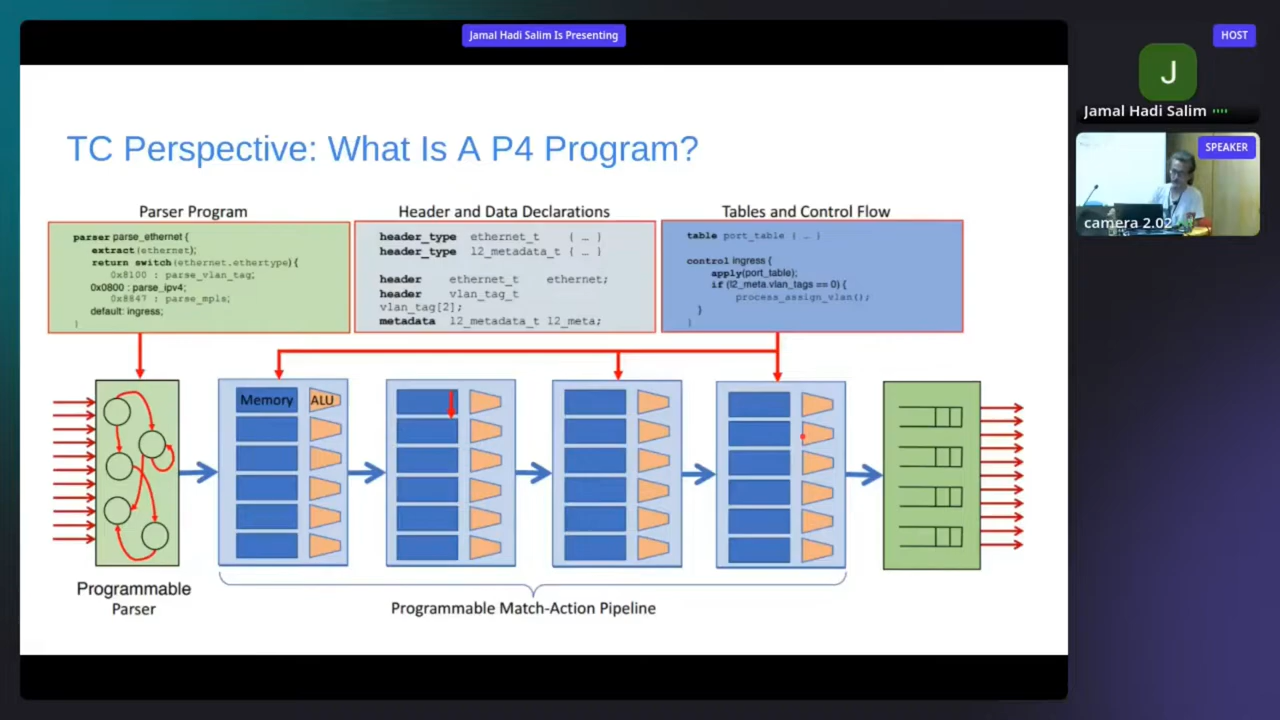 Jamal Hadi Salim Is Presenting
HOST
J
Jamal Hadi Salim
SPEAKER
camera 2.02
TC Perspective: What Is A P4 Program?
Parser Program
parser parse_ethernet {
extract(ethernet);
return switch(ethernet.ethertype){
0x8100 : parse_vlan_tag;
0x0800 : parse_ipv4;
0x8847 : parse_mpls;
default: ingress;
}
Header and Data Declarations
header_type ethernet_t { … }
header_type l2_metadata_t { … }
header ethernet_t ethernet;
header vlan_tag_t
vlan_tag[2];
metadata l2_metadata_t l2_meta;
Tables and Control Flow
table port_table { … }
control ingress {
apply(port_table);
if (l2_meta.vlan_tags == 0) {
process_assign_vlan();
}
}
Memory ALU
Programmable
Parser
Programmable Match-Action Pipeline